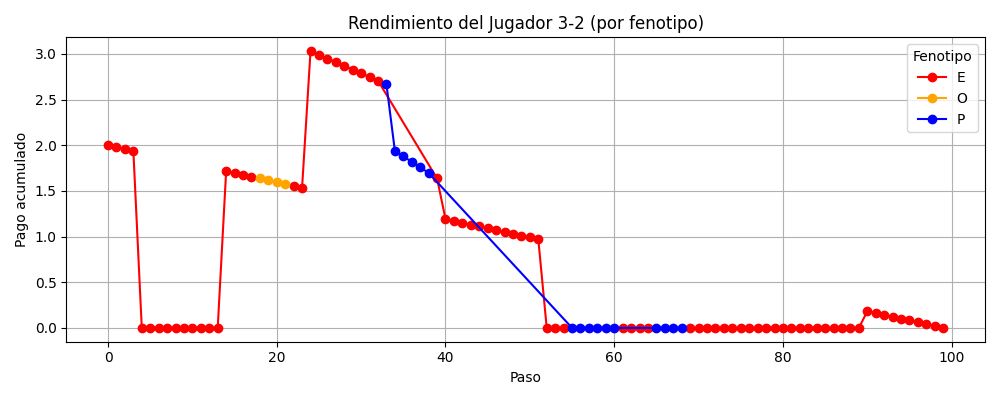 Rendimiento del Jugador 3-2 (por fenotipo)
Pago acumulado
3.0
2.5
2.0
1.5
1.0
0.5
0.0
Fenotipo
E
O
P
0
20
40
60
80
100
Paso